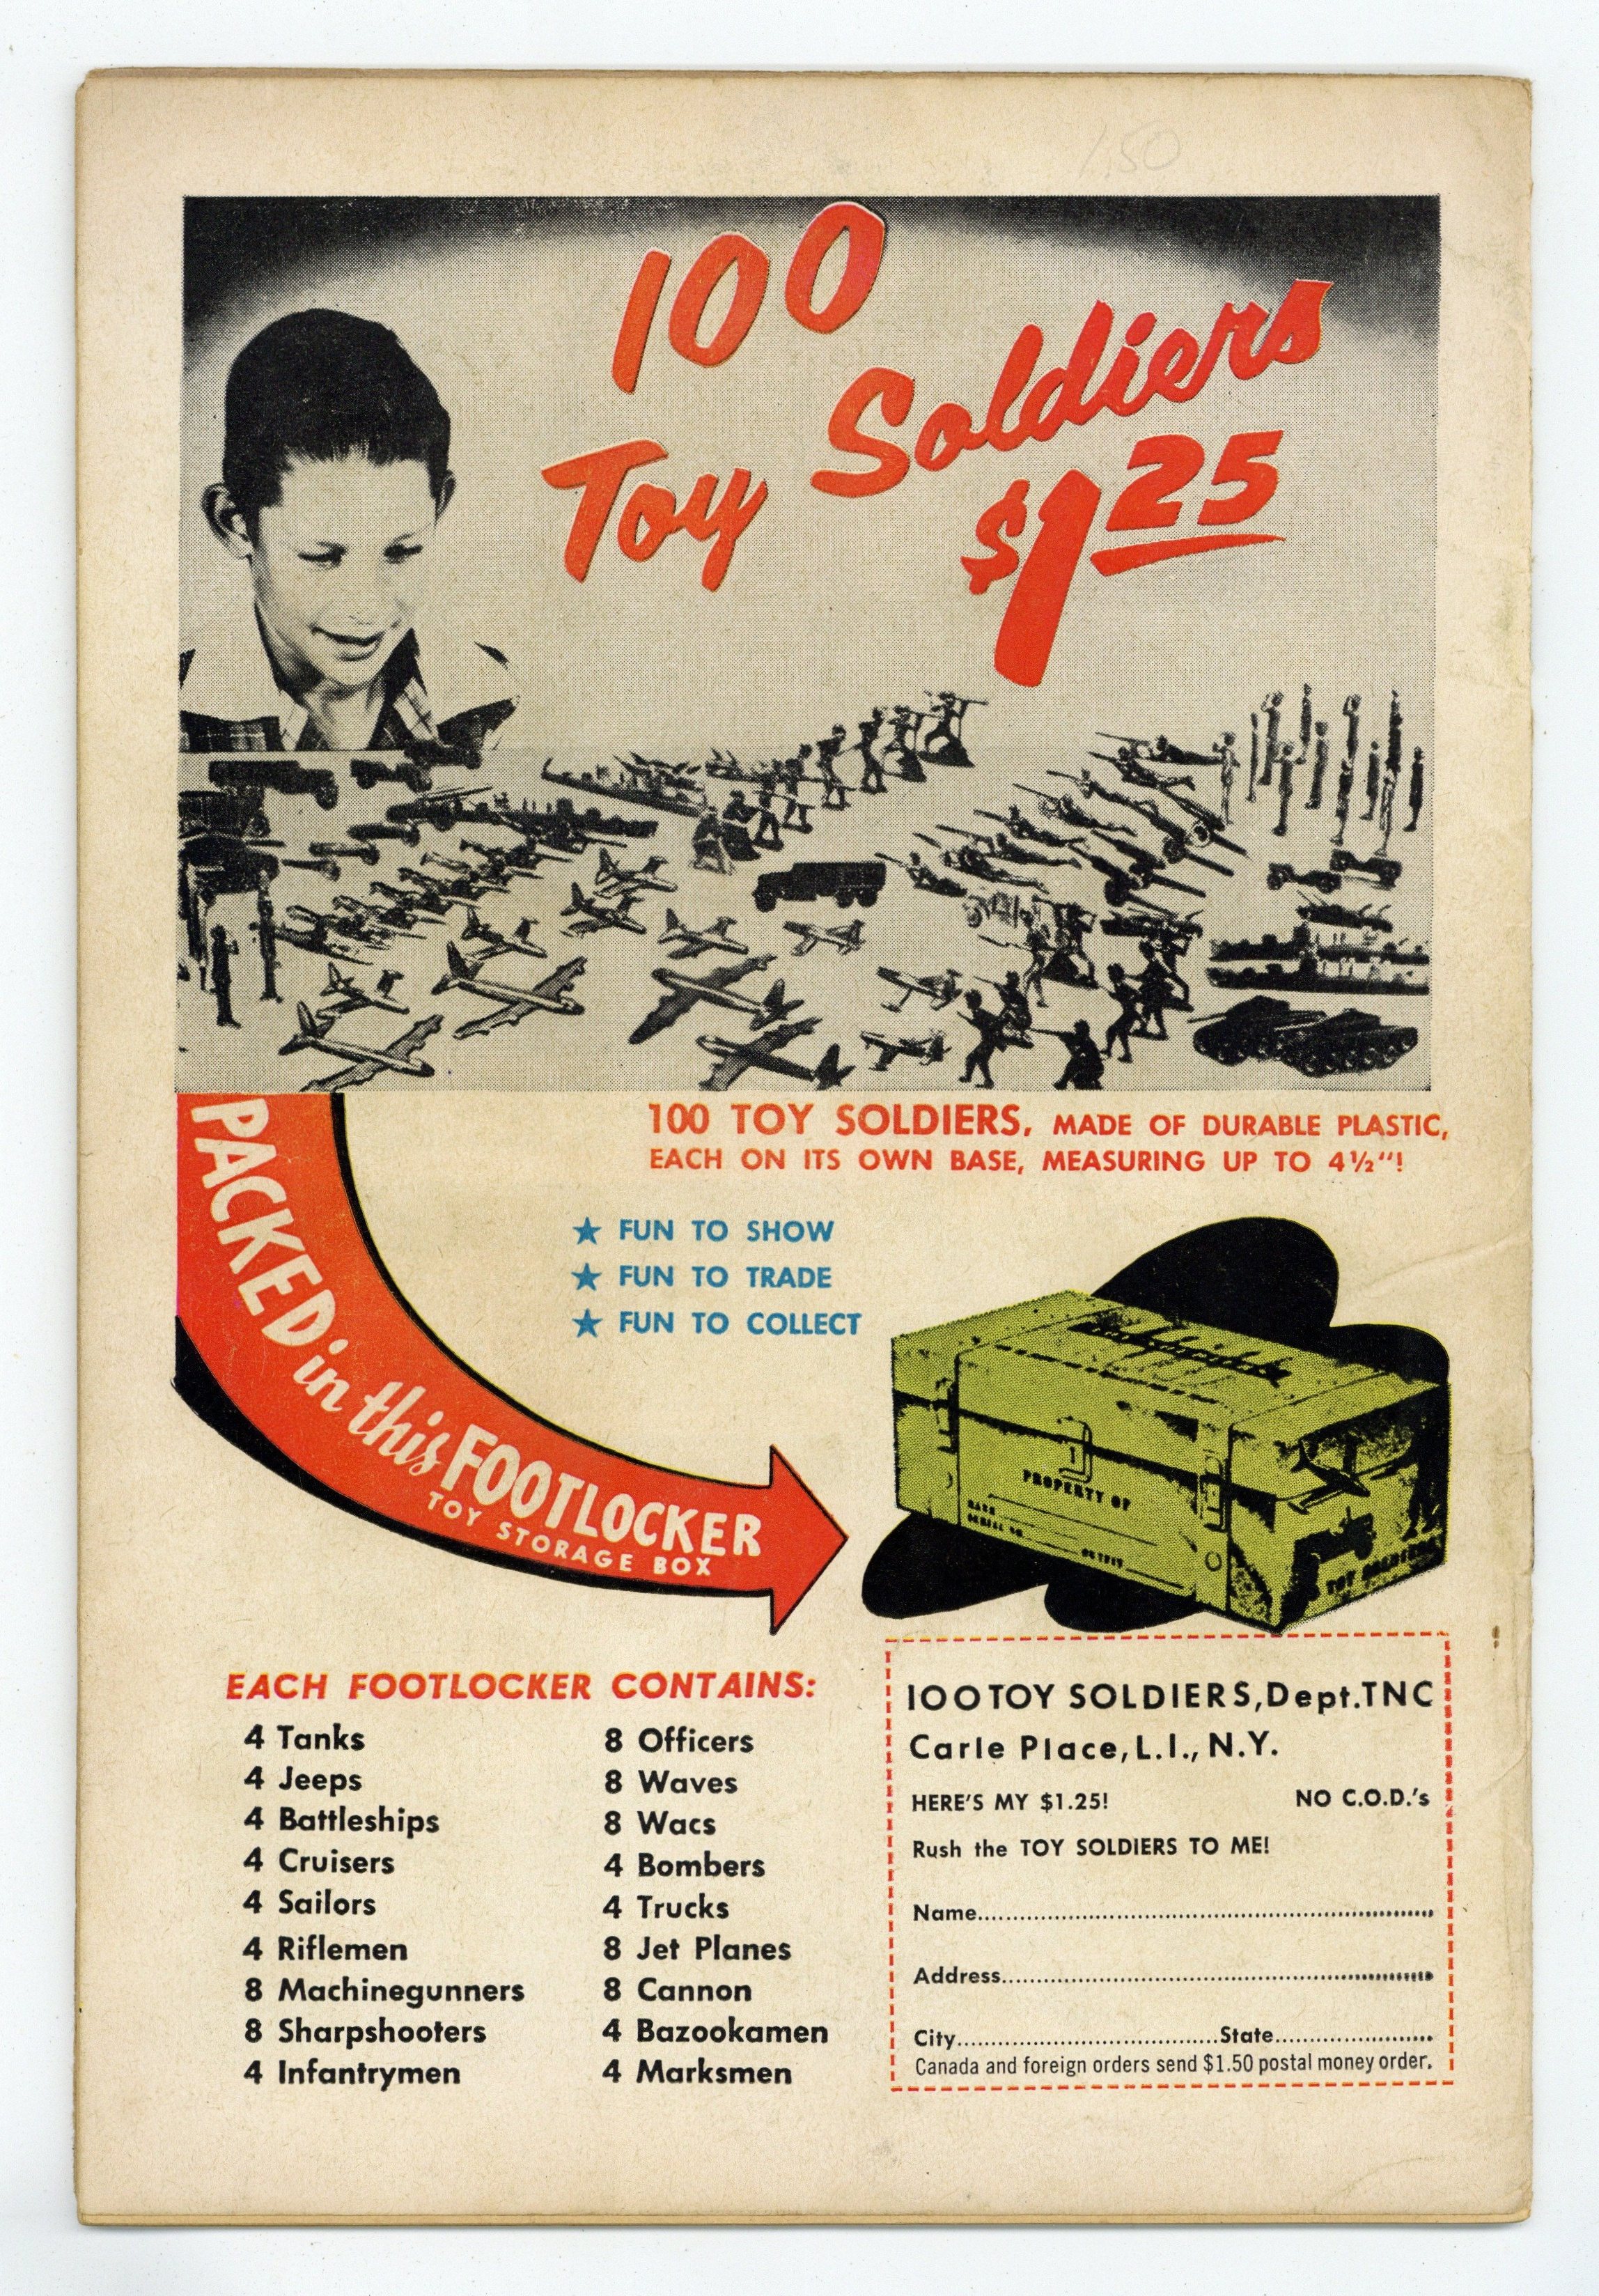 1.50
100
Toy Soldiers
$1 25
100 TOY SOLDIERS, MADE OF DURABLE PLASTIC,
EACH ON ITS OWN BASE, MEASURING UP TO 4½"!
PACKED in this FOOTLOCKER
TOY STORAGE BOX
★ FUN TO SHOW
★ FUN TO TRADE
★ FUN TO COLLECT
PROPERTY OF
TOY SOLDIERS
EACH FOOTLOCKER CONTAINS:
4 Tanks
4 Jeeps
4 Battleships
4 Cruisers
4 Sailors
4 Riflemen
8 Machinegunners
8 Sharpshooters
4 Infantrymen
8 Officers
8 Waves
8 Wacs
4 Bombers
4 Trucks
8 Jet Planes
8 Cannon
4 Bazookamen
4 Marksmen
100 TOY SOLDIERS, Dept. TNC
Carle Place, L.I., N.Y.
HERE'S MY $1.25! NO C.O.D.'s
Rush the TOY SOLDIERS TO ME!
Name
Address
City State
Canada and foreign orders send $1.50 postal money order.